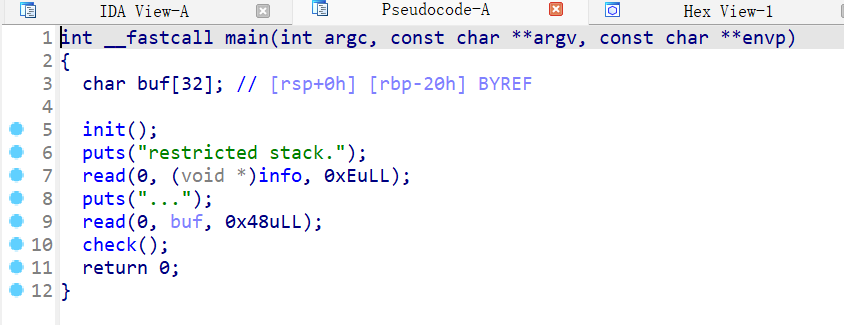 IDA View-A Pseudocode-A Hex View-1
1 int __fastcall main(int argc, const char **argv, const char **envp)
2 {
3 char buf[32]; // [rsp+0h] [rbp-20h] BYREF
4
5 init();
6 puts("restricted stack.");
7 read(0, (void *)info, 0xEuLL);
8 puts("...");
9 read(0, buf, 0x48uLL);
10 check();
11 return 0;
12 }